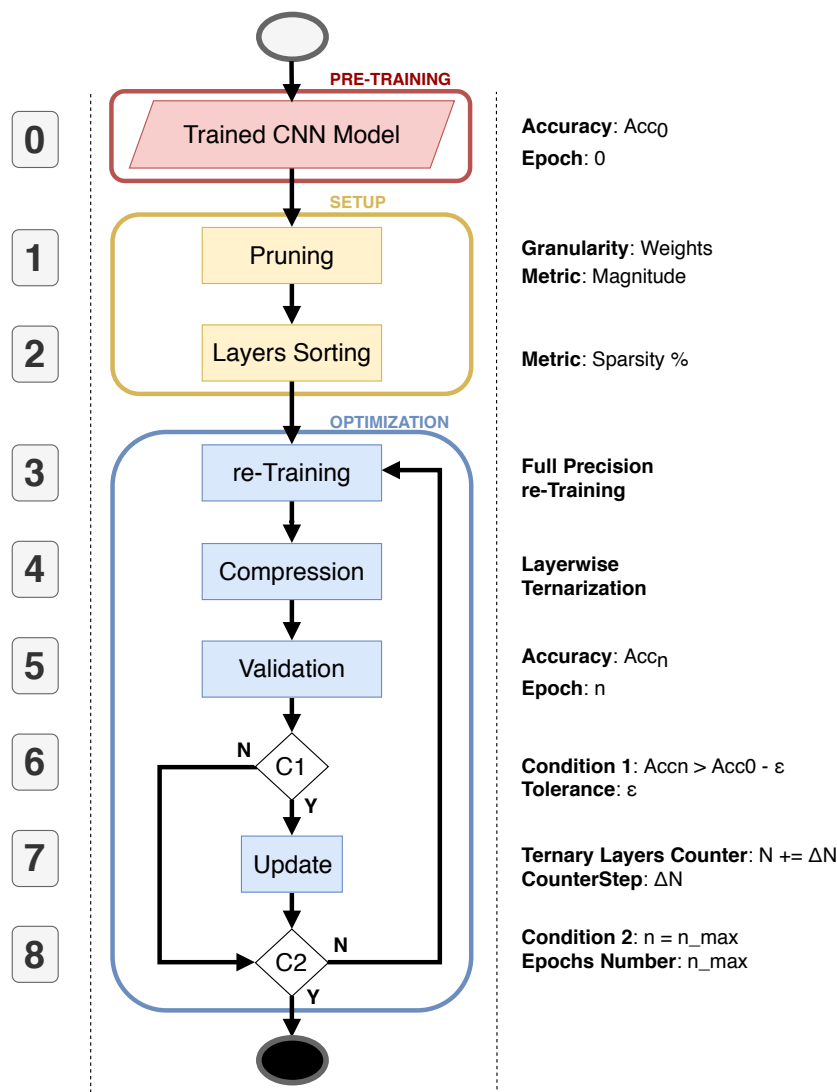 PRE-TRAINING
0
Trained CNN Model
Accuracy: Acc0
Epoch: 0
SETUP
1
Pruning
Granularity: Weights
Metric: Magnitude
2
Layers Sorting
Metric: Sparsity %
OPTIMIZATION
3
re-Training
Full Precision
re-Training
4
Compression
Layerwise
Ternarization
5
Validation
Accuracy: Accn
Epoch: n
6
N
C1
Y
Condition 1: Accn > Acc0 - ε
Tolerance: ε
7
Update
Ternary Layers Counter: N += ΔN
CounterStep: ΔN
8
C2
N
Y
Condition 2: n = n_max
Epochs Number: n_max